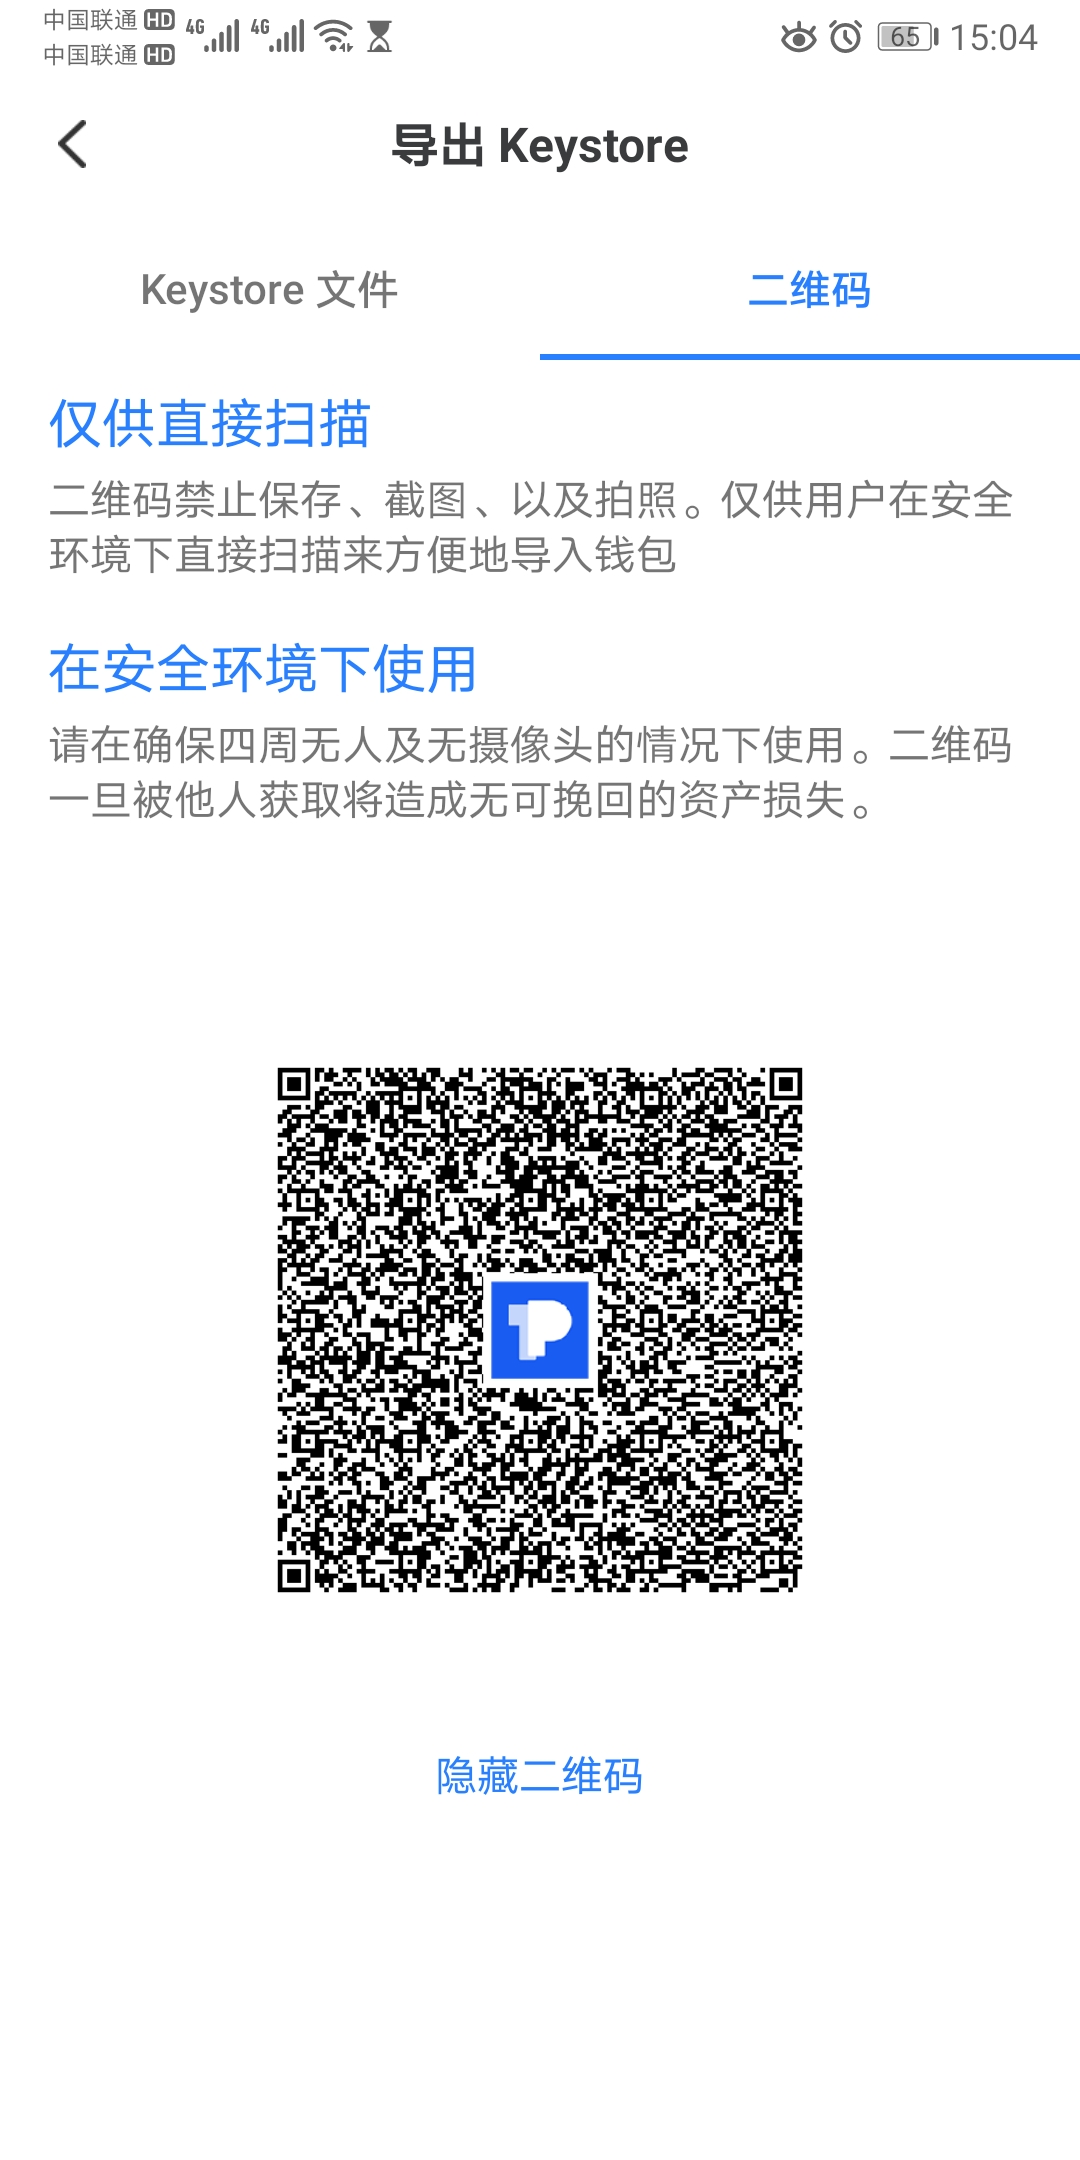 中国联通 HD 4G 4G 65 15:04
中国联通 HD
导出 Keystore
Keystore 文件 二维码
仅供直接扫描
二维码禁止保存、截图、以及拍照。仅供用户在安全
环境下直接扫描来方便地导入钱包
在安全环境下使用
请在确保四周无人及无摄像头的情况下使用。二维码
一旦被他人获取将造成无可挽回的资产损失。
隐藏二维码